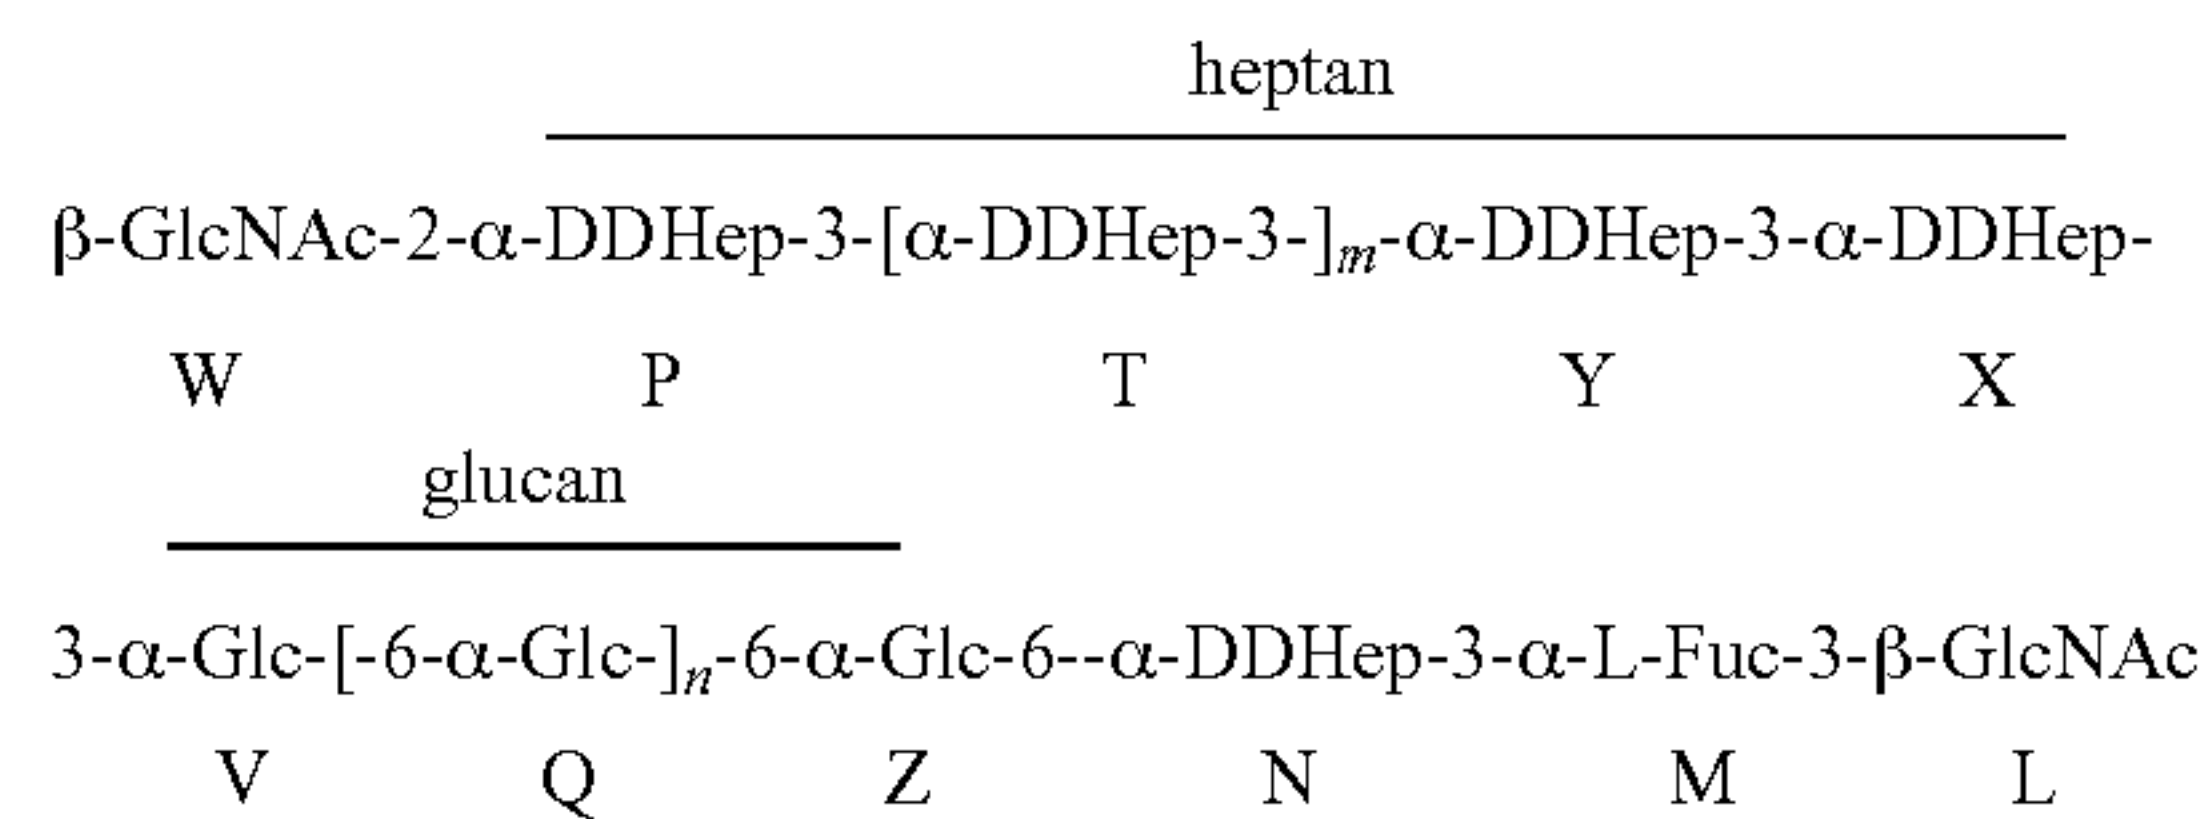 heptan
β-GlcNAc-2-α-DDHep-3-[α-DDHep-3-]m-α-DDHep-3-α-DDHep-
W P T Y X
glucan
3-α-Glc-[-6-α-Glc-]n-6-α-Glc-6--α-DDHep-3-α-L-Fuc-3-β-GlcNAc
V Q Z N M L